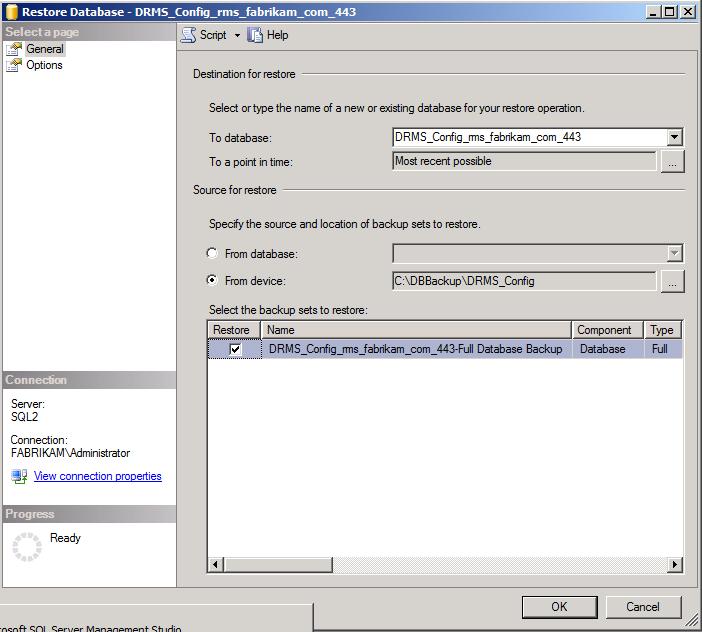 Restore Database - DRMS_Config_rms_fabrikam_com_443
Select a page
General
Options
Script
Help
Destination for restore
Select or type the name of a new or existing database for your restore operation.
To database:
DRMS_Config_rms_fabrikam_com_443
To a point in time:
Most recent possible
...
Source for restore
Specify the source and location of backup sets to restore.
From database:
From device:
C:\DBBackup\DRMS_Config
...
Select the backup sets to restore:
Restore Name Component Type
DRMS_Config_rms_fabrikam_com_443-Full Database Backup Database Full
Connection
Server:
SQL2
Connection:
FABRIKAM\Administrator
View connection properties
Progress
Ready
OK
Cancel
rosoft SQL Server Management Studio